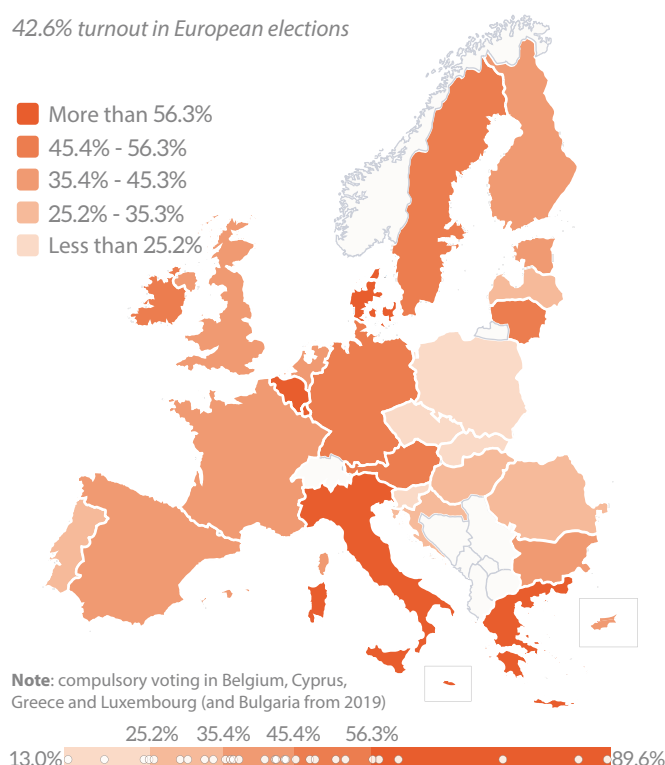 42.6% turnout in European elections
More than 56.3%
45.4% - 56.3%
35.4% - 45.3%
25.2% - 35.3%
Less than 25.2%
Note: compulsory voting in Belgium, Cyprus,
Greece and Luxembourg (and Bulgaria from 2019)
25.2% 35.4% 45.4% 56.3%
13.0% 89.6%